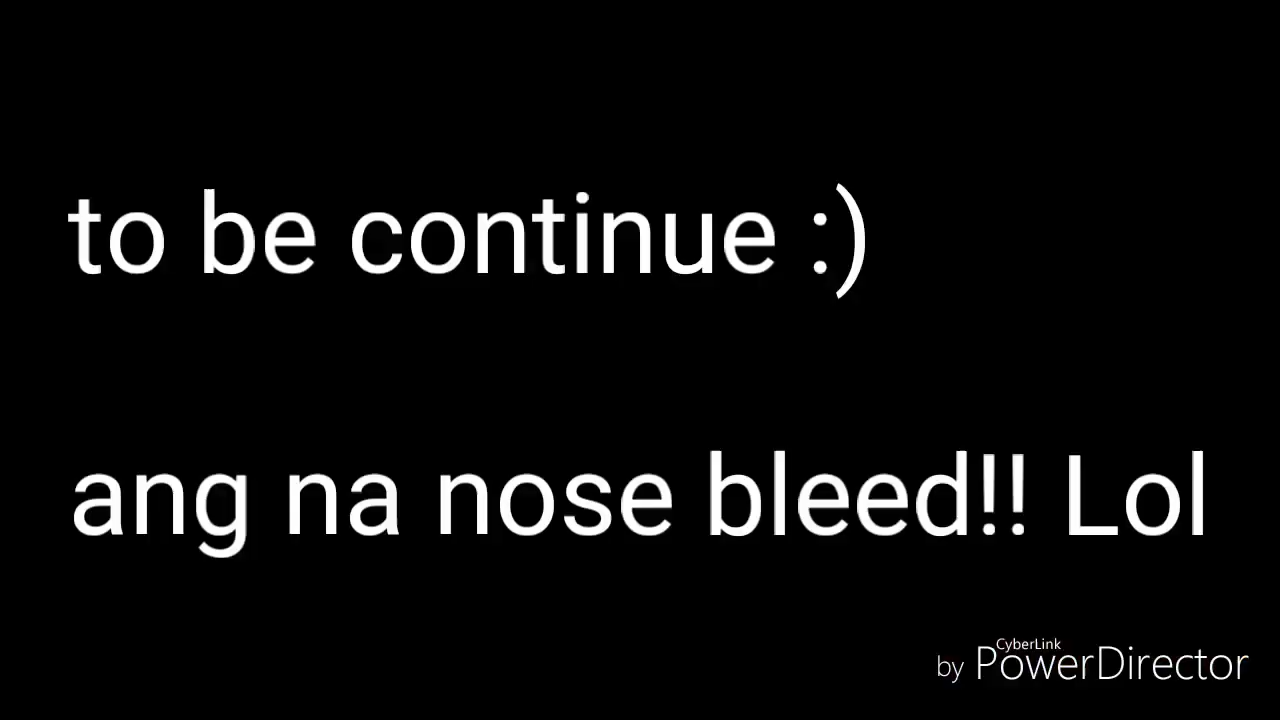 to be continue :)
ang na nose bleed!! Lol
CyberLink
by PowerDirector